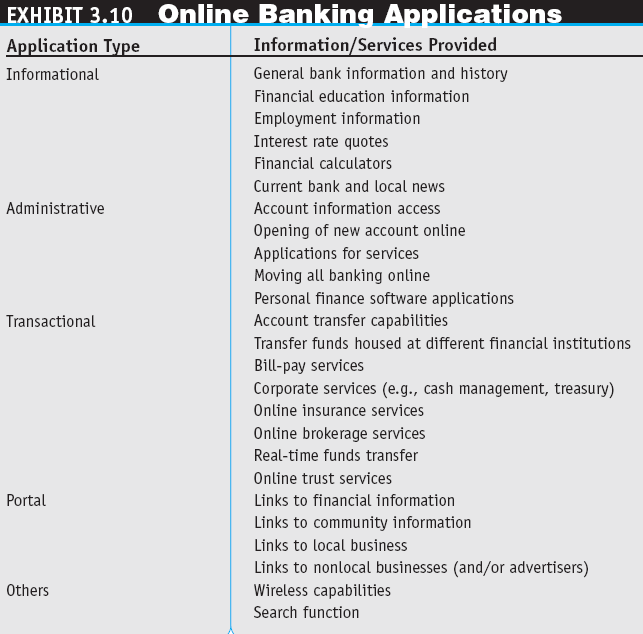 EXHIBIT 3.10 Online Banking Applications
Application Type Information/Services Provided
Informational General bank information and history
Financial education information
Employment information
Interest rate quotes
Financial calculators
Current bank and local news
Administrative Account information access
Opening of new account online
Applications for services
Moving all banking online
Personal finance software applications
Transactional Account transfer capabilities
Transfer funds housed at different financial institutions
Bill-pay services
Corporate services (e.g., cash management, treasury)
Online insurance services
Online brokerage services
Real-time funds transfer
Online trust services
Portal Links to financial information
Links to community information
Links to local business
Links to nonlocal businesses (and/or advertisers)
Others Wireless capabilities
Search function